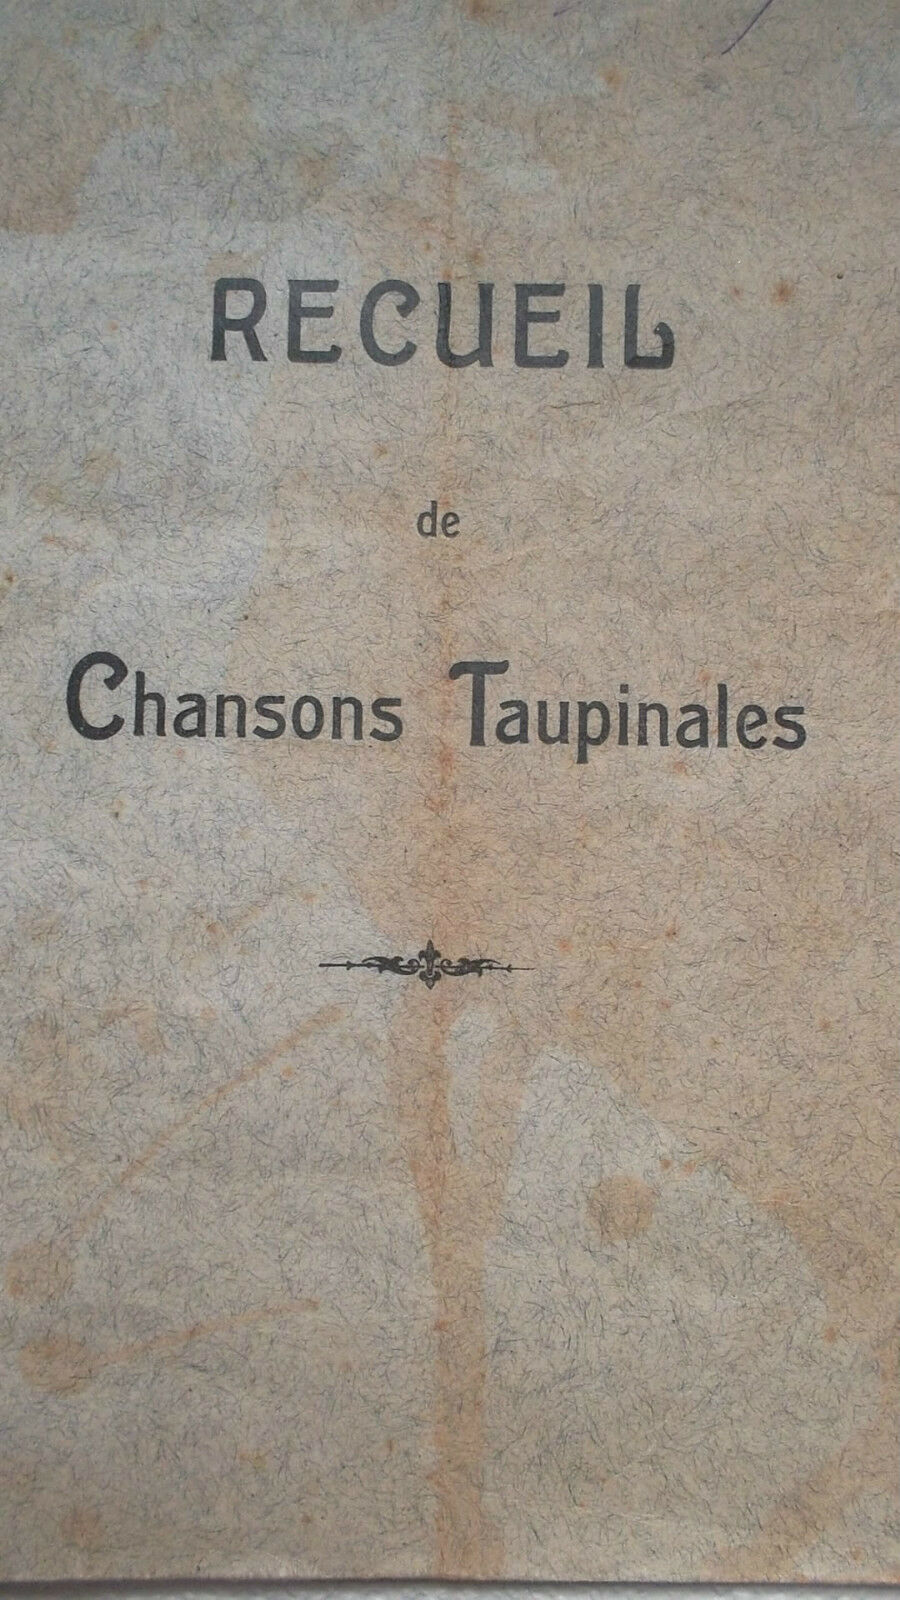 RECUEIL
de
Chansons Taupinales